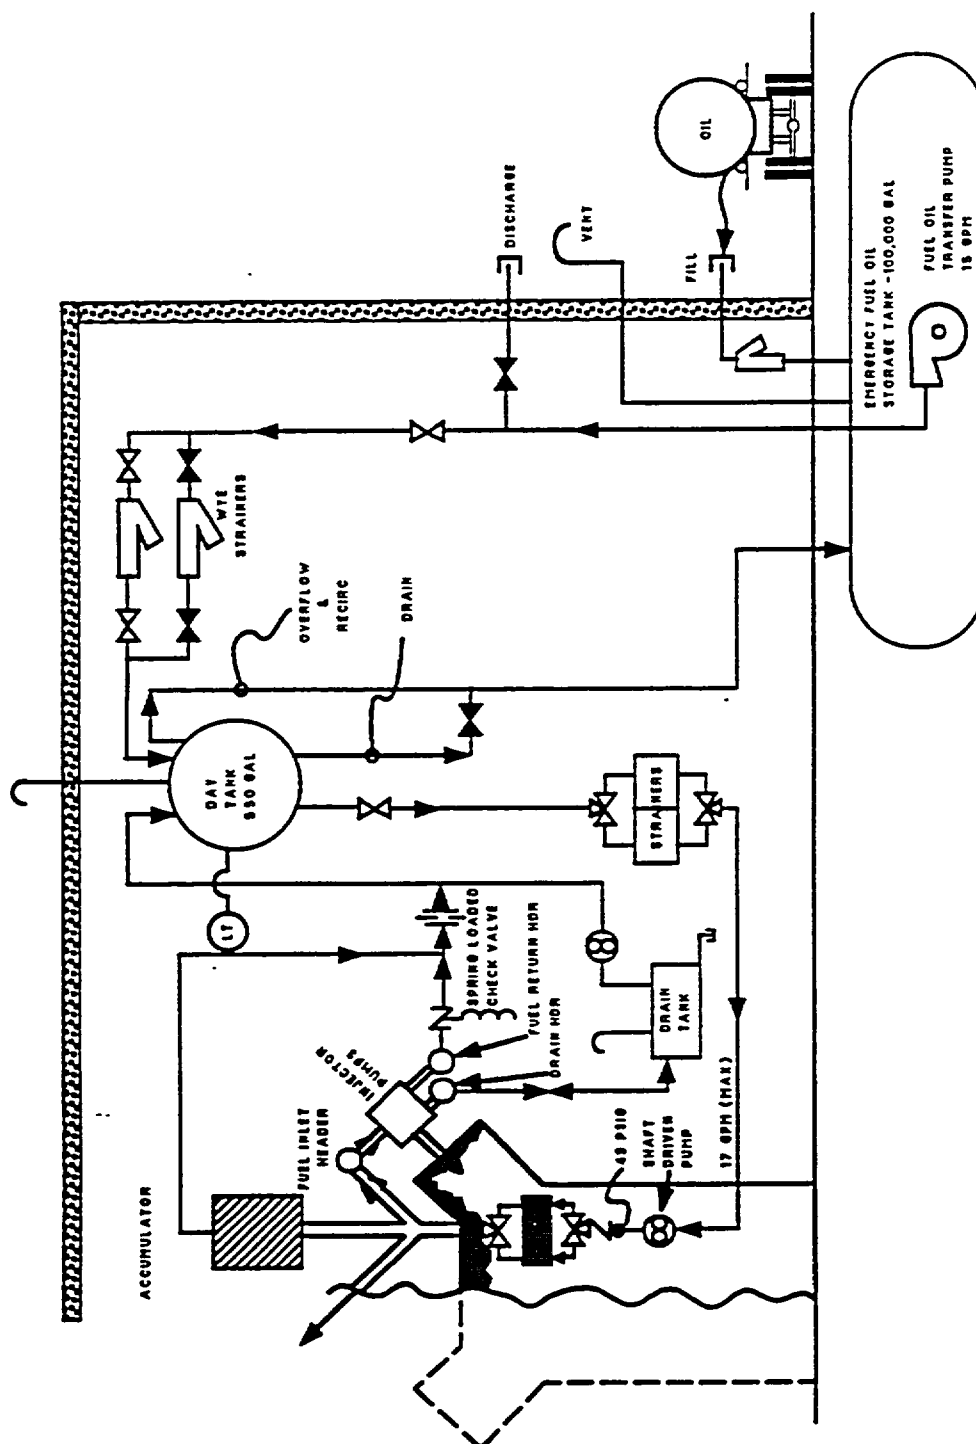 OIL
DISCHARGE
VENT
FILL
EMERGENCY FUEL OIL
STORAGE TANK ~100,000 GAL
FUEL OIL
TRANSFER PUMP
15 GPM
WYE
STRAINERS
OVERFLOW
&
RECIRC
DRAIN
DAY
TANK
550 GAL
STRAINERS
LT
SPRING LOADED
CHECK VALVE
FUEL RETURN HDR
DRAIN HDR
DRAIN
TANK
INJECTOR
PUMPS
FUEL INLET
HEADER
ACCUMULATOR
45 PSIG
SHAFT
DRIVEN
PUMP
17 GPM (MAX)